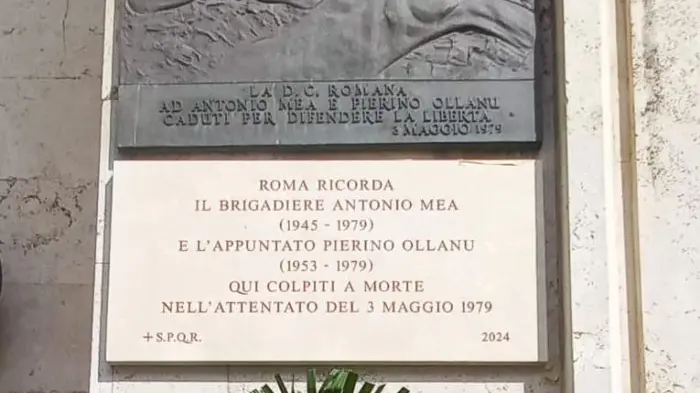 LA D.C. ROMANA
AD ANTONIO MEA E PIERINO OLLANU
CADUTI PER DIFENDERE LA LIBERTA
3 MAGGIO 1979
ROMA RICORDA
IL BRIGADIERE ANTONIO MEA
(1945 - 1979)
E L'APPUNTATO PIERINO OLLANU
(1953 - 1979)
QUI COLPITI A MORTE
NELL'ATTENTATO DEL 3 MAGGIO 1979
+ S.P.Q.R. 2024